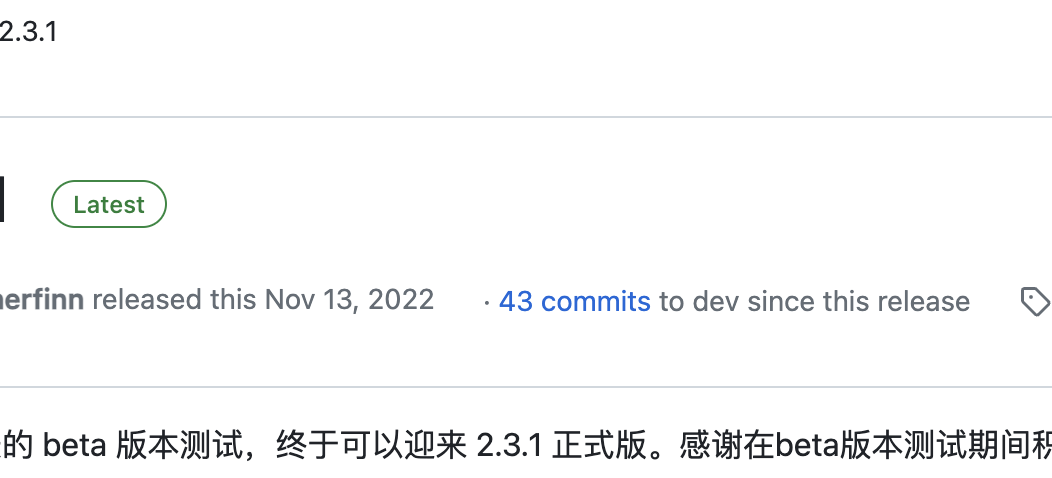 2.3.1
Latest
erfinn released this Nov 13, 2022 · 43 commits to dev since this release
的 beta 版本测试，终于可以迎来 2.3.1 正式版。感谢在beta版本测试期间积